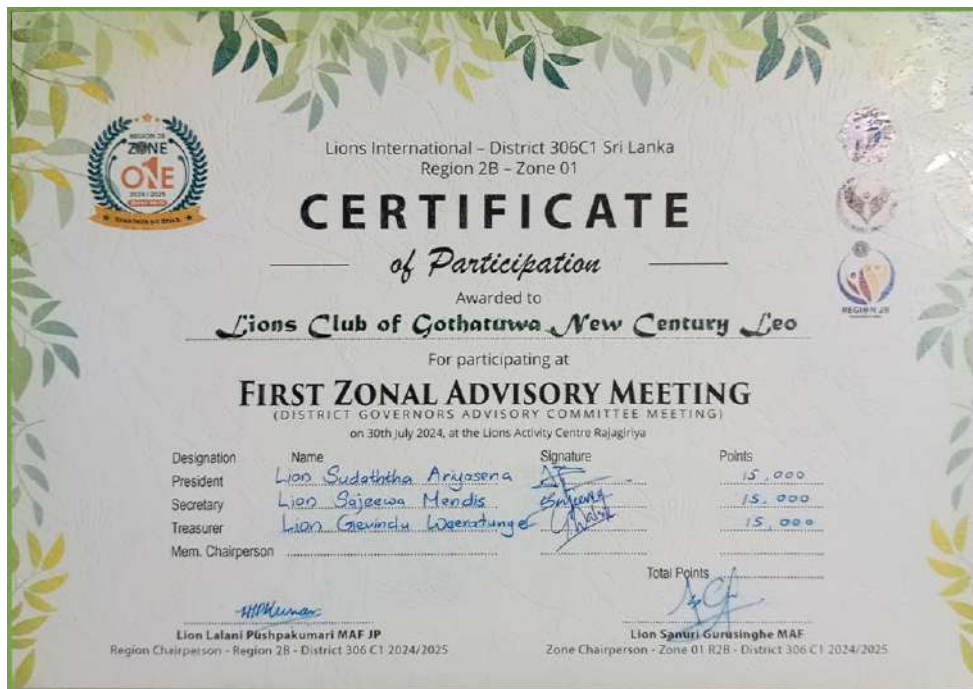 REGION 2B
ZONE
ONE
2024 / 2025
Lions International – District 306C1 Sri Lanka
Region 2B – Zone 01
CERTIFICATE
of Participation
Awarded to
Lions Club of Gothatuwa New Century Leo
REGION 2B
For participating at
FIRST ZONAL ADVISORY MEETING
(DISTRICT GOVERNORS ADVISORY COMMITTEE MEETING)
on 30th July 2024, at the Lions Activity Centre Rajagiriya
Designation Name Signature Points
President Lion Sudaththa Ariyasena 15,000
Secretary Lion Sajeewa Mendis Sajeewa 15,000
Treasurer Lion Gevindu Weeratunge 15,000
Mem. Chairperson
Total Points
Lion Lalani Pushpakumari MAF JP
Region Chairperson - Region 2B - District 306 C1 2024/2025
Lion Sanuri Gurusinghe MAF
Zone Chairperson - Zone 01 R2B - District 306 C1 2024/2025